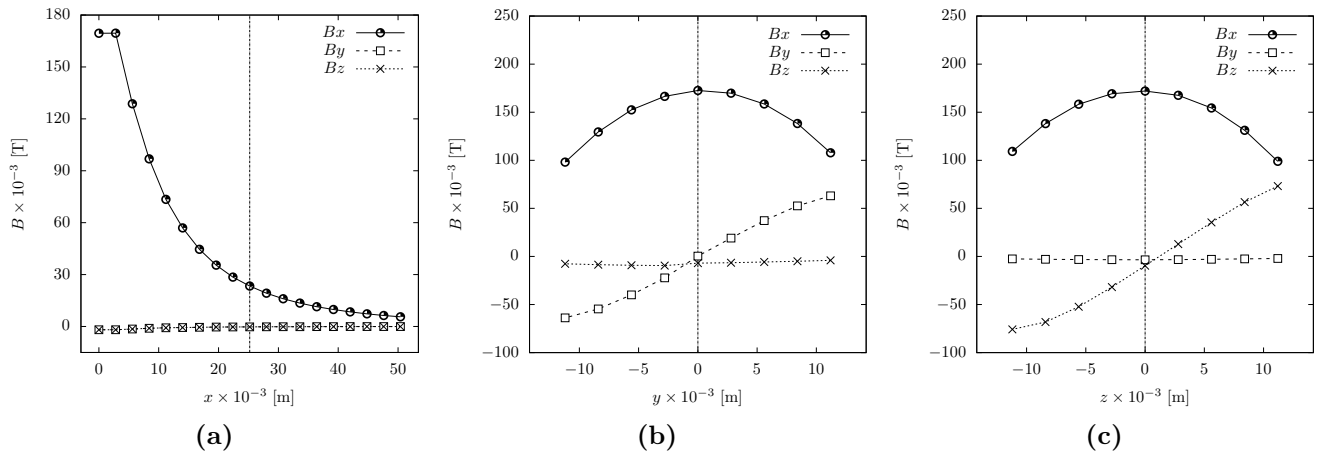 B × 10⁻³ [T]
180
150
120
90
60
30
0
0
10
20
30
40
50
x × 10⁻³ [m]
Bx
By
Bz
(a)
B × 10⁻³ [T]
250
200
150
100
50
0
−50
−100
−10
−5
0
5
10
y × 10⁻³ [m]
Bx
By
Bz
(b)
B × 10⁻³ [T]
250
200
150
100
50
0
−50
−100
−10
−5
0
5
10
z × 10⁻³ [m]
Bx
By
Bz
(c)